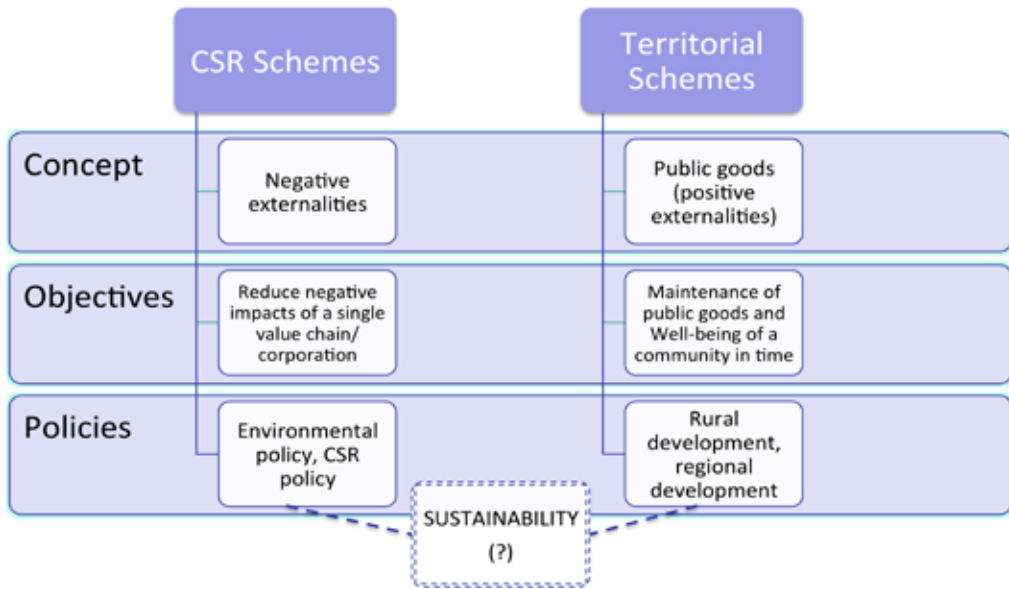 CSR Schemes
Territorial
Schemes
Concept
Negative
externalities
Public goods
(positive
externalities)
Objectives
Reduce negative
impacts of a single
value chain/
corporation
Maintenance of
public goods and
Well-being of a
community in time
Policies
Environmental
policy, CSR
policy
Rural
development,
regional
development
SUSTAINABILITY
(?)